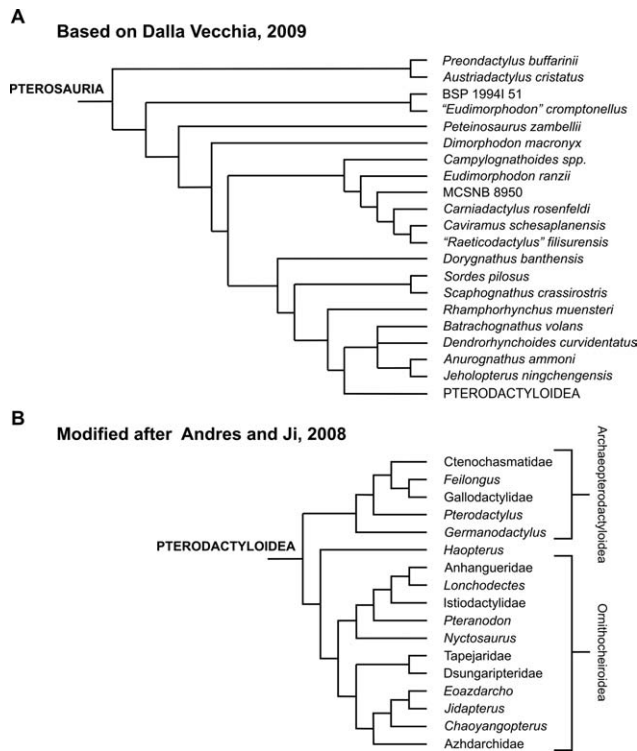 A
Based on Dalla Vecchia, 2009
PTEROSAURIA
Preondactylus buffarinii
Austriadactylus cristatus
BSP 1994I 51
"Eudimorphodon" cromptonellus
Peteinosaurus zambellii
Dimorphodon macronyx
Campylognathoides spp.
Eudimorphodon ranzii
MCSNB 8950
Carniadactylus rosenfeldi
Caviramus schesaplanensis
"Raeticodactylus" filisurensis
Dorygnathus banthensis
Sordes pilosus
Scaphognathus crassirostris
Rhamphorhynchus muensteri
Batrachognathus volans
Dendrorhynchoides curvidentatus
Anurognathus ammoni
Jeholopterus ningchengensis
PTERODACTYLOIDEA
B
Modified after Andres and Ji, 2008
PTERODACTYLOIDEA
Ctenochasmatidae
Feilongus
Gallodactylidae
Pterodactylus
Germanodactylus
Haopterus
Anhangueridae
Lonchodectes
Istiodactylidae
Pteranodon
Nyctosaurus
Tapejaridae
Dsungaripteridae
Eoazdarcho
Jidapterus
Chaoyangopterus
Azhdarchidae
Archaeopterodactyloidea
Ornithocheiroidea